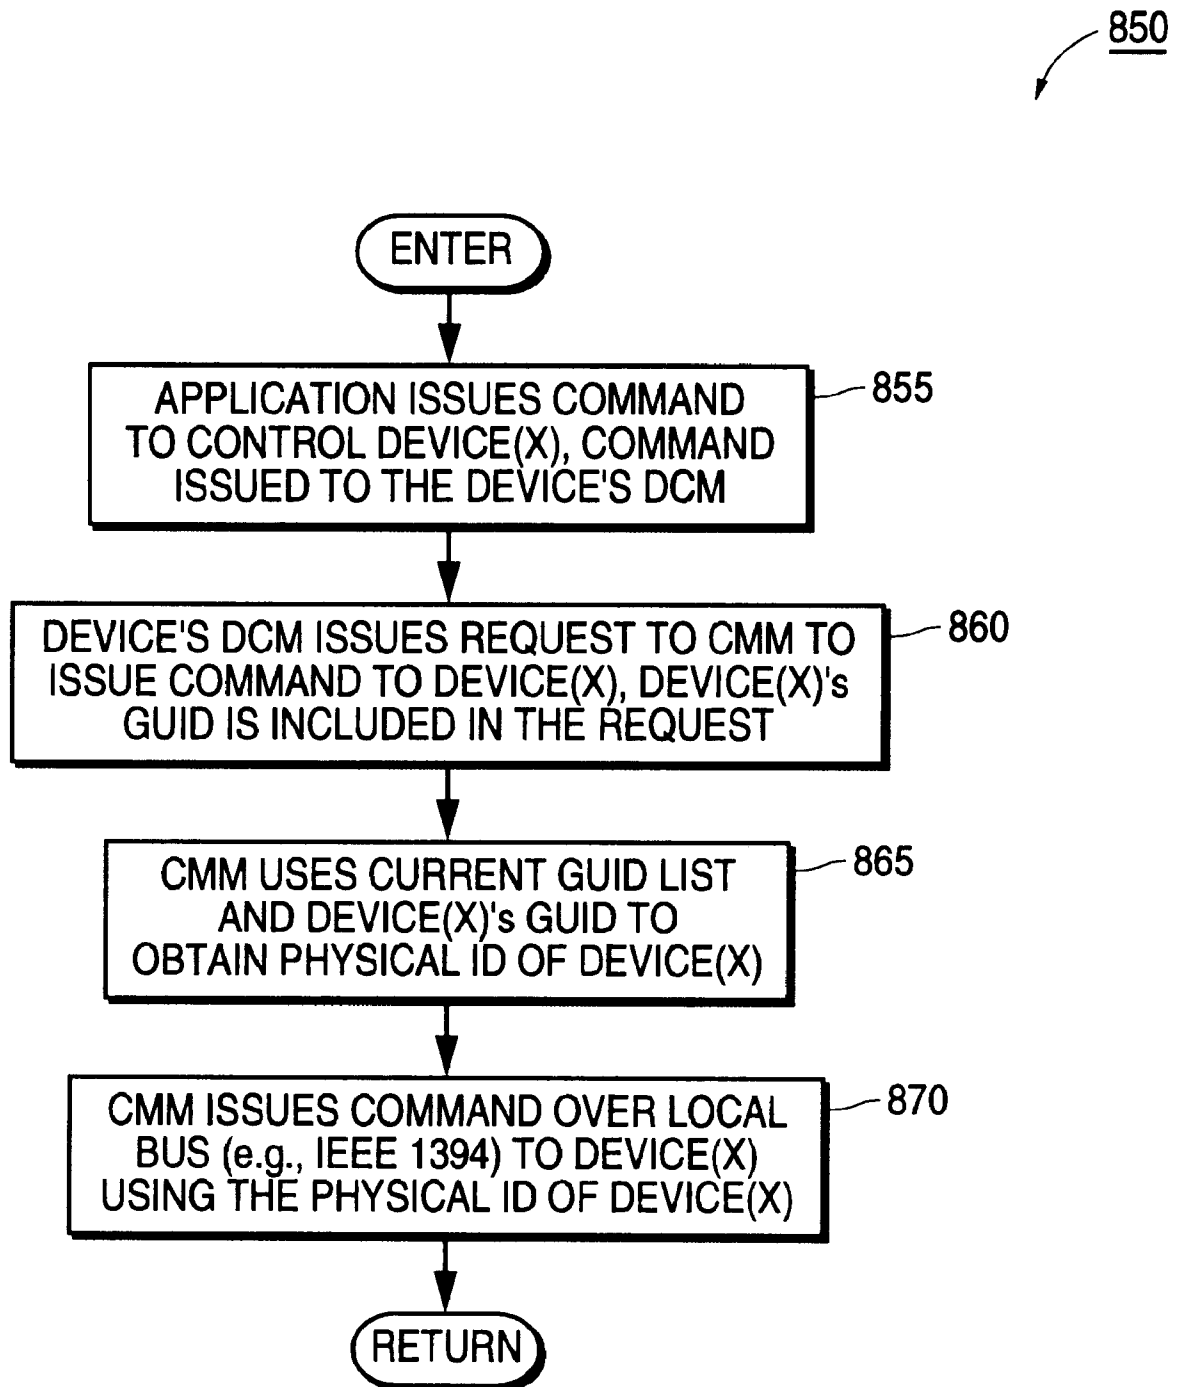 850
ENTER
APPLICATION ISSUES COMMAND
TO CONTROL DEVICE(X), COMMAND
ISSUED TO THE DEVICE'S DCM
855
DEVICE'S DCM ISSUES REQUEST TO CMM TO
ISSUE COMMAND TO DEVICE(X), DEVICE(X)'s
GUID IS INCLUDED IN THE REQUEST
860
CMM USES CURRENT GUID LIST
AND DEVICE(X)'s GUID TO
OBTAIN PHYSICAL ID OF DEVICE(X)
865
CMM ISSUES COMMAND OVER LOCAL
BUS (e.g., IEEE 1394) TO DEVICE(X)
USING THE PHYSICAL ID OF DEVICE(X)
870
RETURN